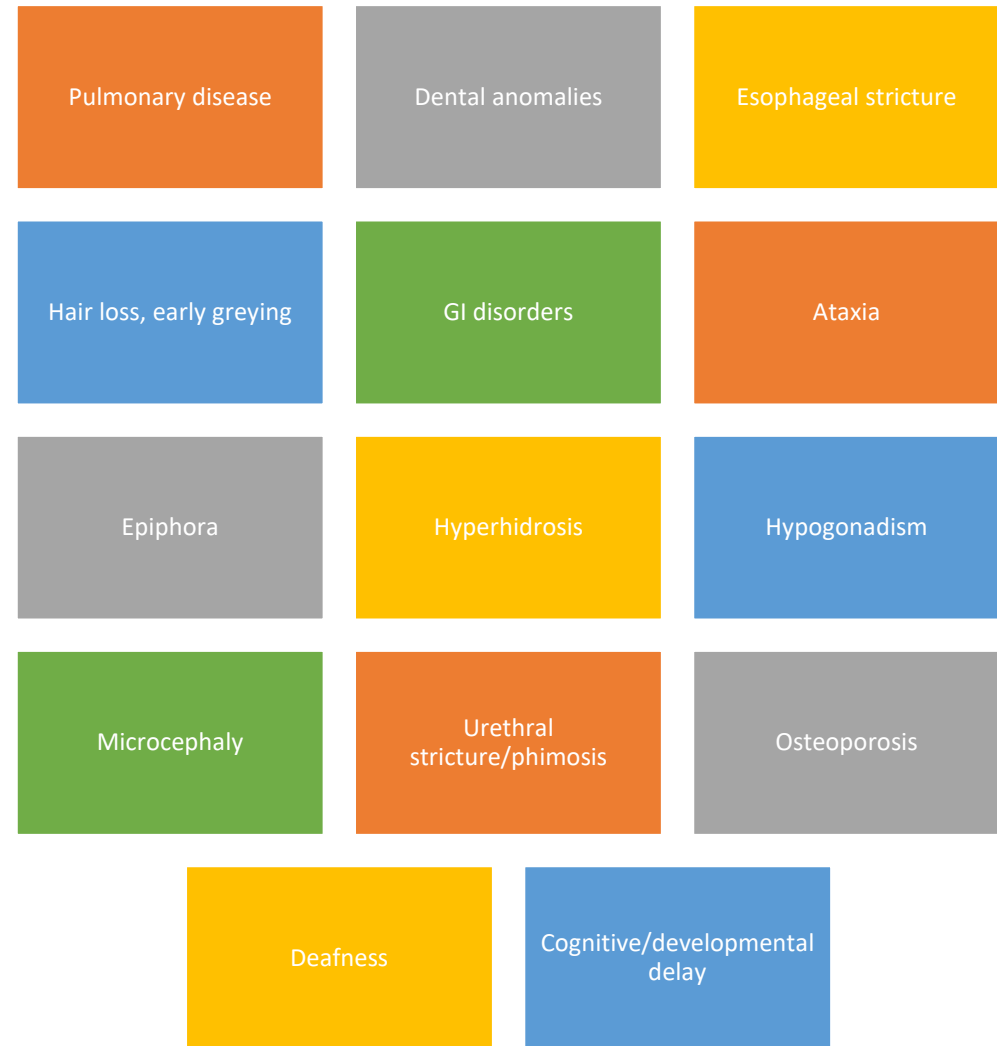 Pulmonary disease
Dental anomalies
Esophageal stricture
Hair loss, early greying
GI disorders
Ataxia
Epiphora
Hyperhidrosis
Hypogonadism
Microcephaly
Urethral
stricture/phimosis
Osteoporosis
Deafness
Cognitive/developmental
delay